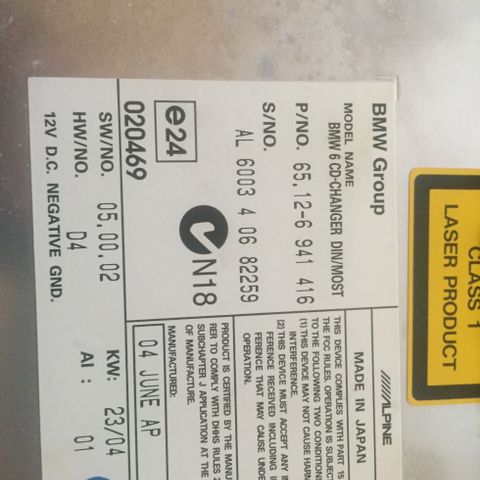 BMW Group
MODEL NAME
BMW 6 CD-CHANGER DIN/MOST
P/NO. 65.12-6 941 416
S/NO.
AL 6003 4 06 82259
e24
N18
020469
SW/NO. 05.00.02
HW/NO. D4
12V D.C. NEGATIVE GND.
KW: 23/04
AI : 01
ALPINE
MADE IN JAPAN
THIS DEVICE COMPLIES WITH PART 15
THE FCC RULES. OPERATION IS SUBJECT
TO THE FOLLOWING TWO CONDITIONS
(1) THIS DEVICE MAY NOT CAUSE HARM
INTERFERENCE.
(2) THIS DEVICE MUST ACCEPT ANY
FERENCE RECEIVED INCLUDING
FERENCE THAT MAY CAUSE UNDE
PRODUCT IS CERTIFIED BY THE MANU
RER TO COMPLY WITH DHHS RULES 2
SUBCHAPTER J APPLICATION AT THE
OF MANUFACTURE.
MANUFACTURED:
04 JUNE AP
CLASS 1
LASER PRODUCT